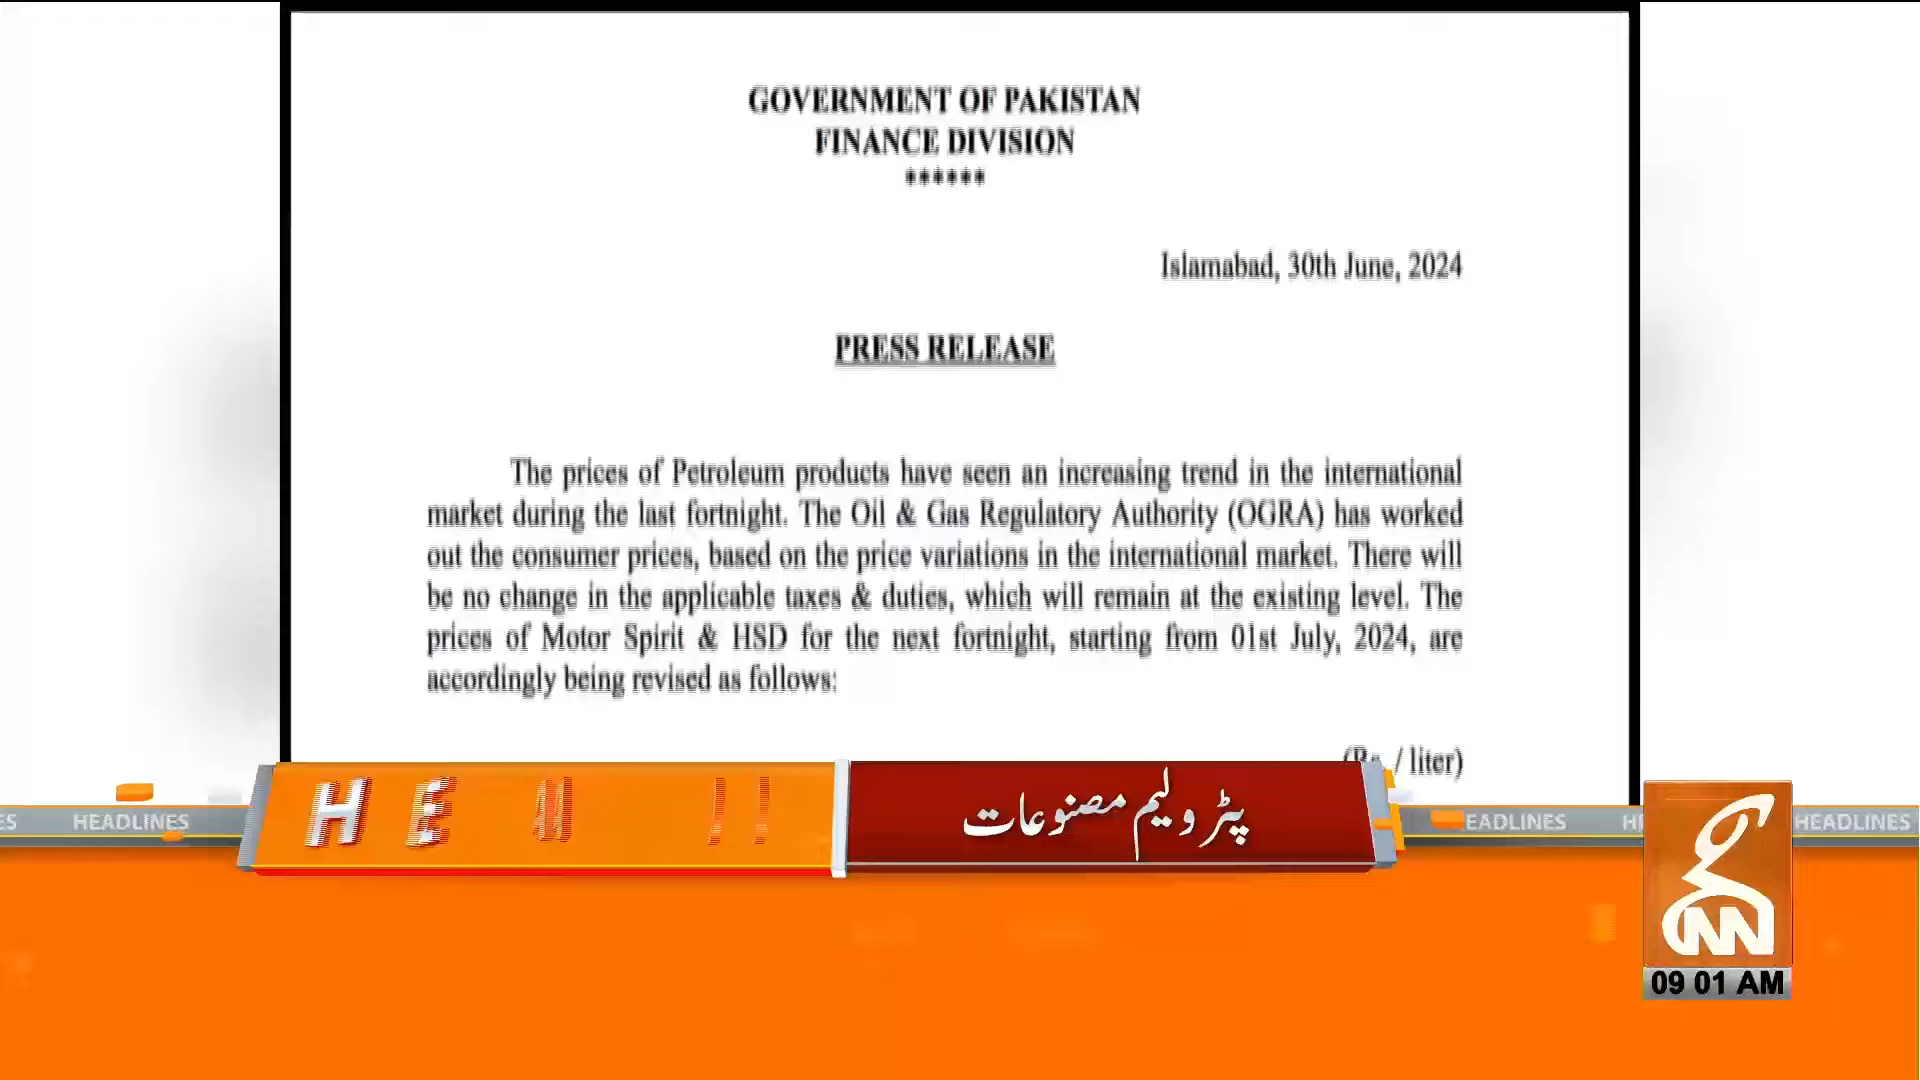 GOVERNMENT OF PAKISTAN
FINANCE DIVISION
******
Islamabad, 30th June, 2024
PRESS RELEASE
The prices of Petroleum products have seen an increasing trend in the international
market during the last fortnight. The Oil & Gas Regulatory Authority (OGRA) has worked
out the consumer prices, based on the price variations in the international market. There will
be no change in the applicable taxes & duties, which will remain at the existing level. The
prices of Motor Spirit & HSD for the next fortnight, starting from 01st July, 2024, are
accordingly being revised as follows:
/ liter)
HEADLINES
پٹرولیم مصنوعات
EADLINES
HEADLINES
GNN
09 01 AM